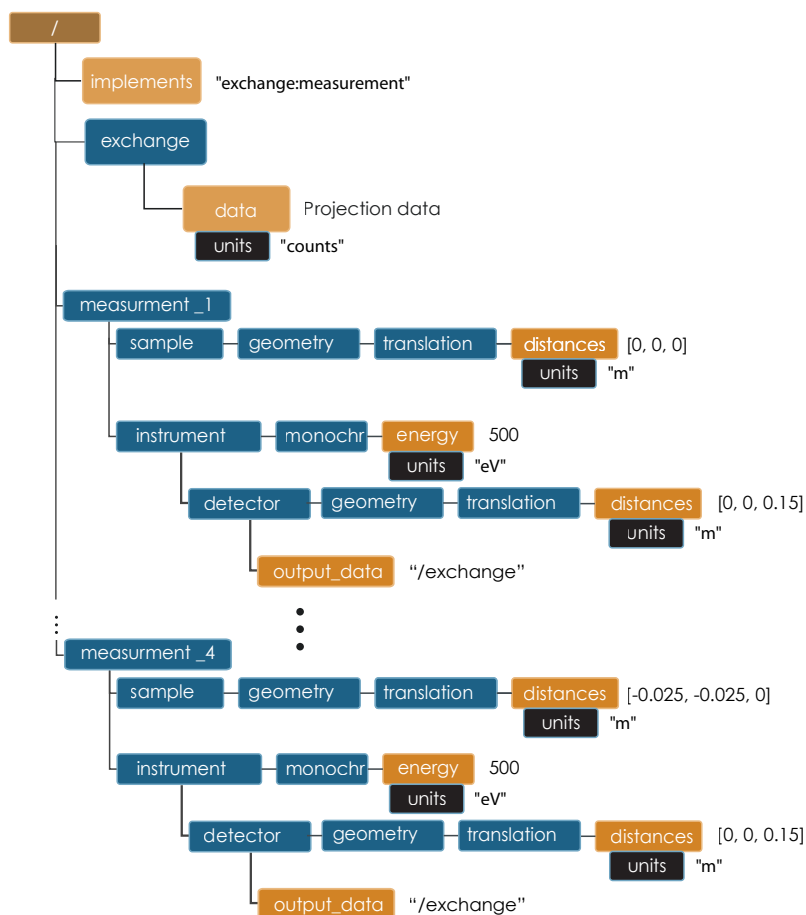 /
implements "exchange:measurement"
exchange
data Projection data
units "counts"
measurment _1
sample geometry translation distances [0, 0, 0]
units "m"
instrument monochr energy 500
units "eV"
detector geometry translation distances [0, 0, 0.15]
units "m"
output_data “/exchange”
measurment _4
sample geometry translation distances [-0.025, -0.025, 0]
units "m"
instrument monochr energy 500
units "eV"
detector geometry translation distances [0, 0, 0.15]
units "m"
output_data “/exchange”